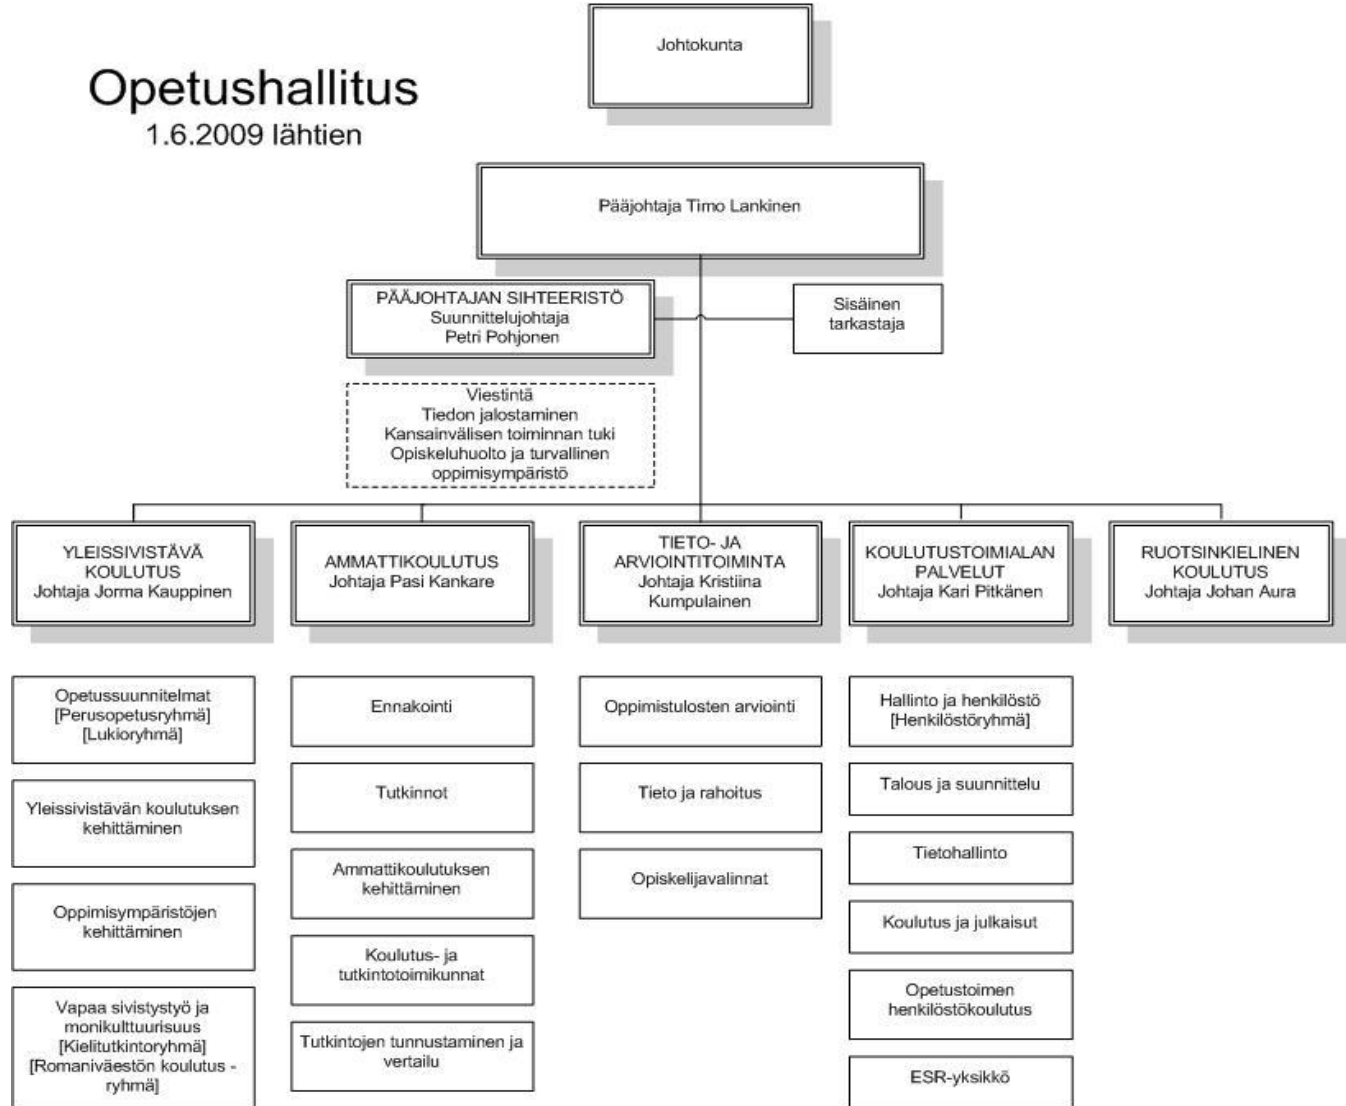 Johtokunta
Opetushallitus
1.6.2009 lähtien
Pääjohtaja Timo Lankinen
PÄÄJOHTAJAN SIHTEERISTÖ
Suunnittelujohtaja
Petri Pohjonen
Sisäinen
tarkastaja
Viestintä
Tiedon jalostaminen
Kansainvälisen toiminnan tuki
Opiskeluhuolto ja turvallinen
oppimisympäristö
YLEISSIVISTÄVÄ
KOULUTUS
Johtaja Jorma Kauppinen
AMMATTIKOULUTUS
Johtaja Pasi Kankare
TIETO- JA
ARVIOINTITOIMINTA
Johtaja Kristiina
Kumpulainen
KOULUTUSTOIMIALAN
PALVELUT
Johtaja Kari Pitkänen
RUOTSINKIELINEN
KOULUTUS
Johtaja Johan Aura
Opetussuunnitelmat
[Perusopetusryhmä]
[Lukioryhmä]
Yleissivistävän koulutuksen
kehittäminen
Oppimisympäristöjen
kehittäminen
Vapaa sivistystyö ja
monikulttuurisuus
[Kielitutkintoryhmä]
[Romaniväestön koulutus -
ryhmä]
Ennakointi
Tutkinnot
Ammattikoulutuksen
kehittäminen
Koulutus- ja
tutkintotoimikunnat
Tutkintojen tunnustaminen ja
vertailu
Oppimistulosten arviointi
Tieto ja rahoitus
Opiskelijavalinnat
Hallinto ja henkilöstö
[Henkilöstöryhmä]
Talous ja suunnittelu
Tietohallinto
Koulutus ja julkaisut
Opetustoimen
henkilöstökoulutus
ESR-yksikkö